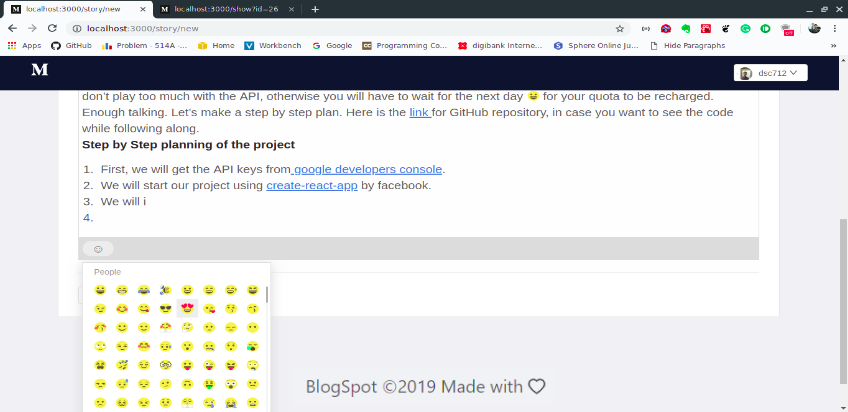 localhost:3000/story/new
localhost:3000/show?id=26
localhost:3000/story/new
Apps GitHub Problem - 514A -... Home Workbench Google Programming Co... digibank Interne... Sphere Online Ju... Hide Paragraphs
M dsc712
don't play too much with the API, otherwise you will have to wait for the next day 😀 for your quota to be recharged.
Enough talking. Let's make a step by step plan. Here is the link for GitHub repository, in case you want to see the code
while following along.
Step by Step planning of the project
1. First, we will get the API keys from google developers console.
2. We will start our project using create-react-app by facebook.
3. We will i
4.
People
BlogSpot ©2019 Made with ♡